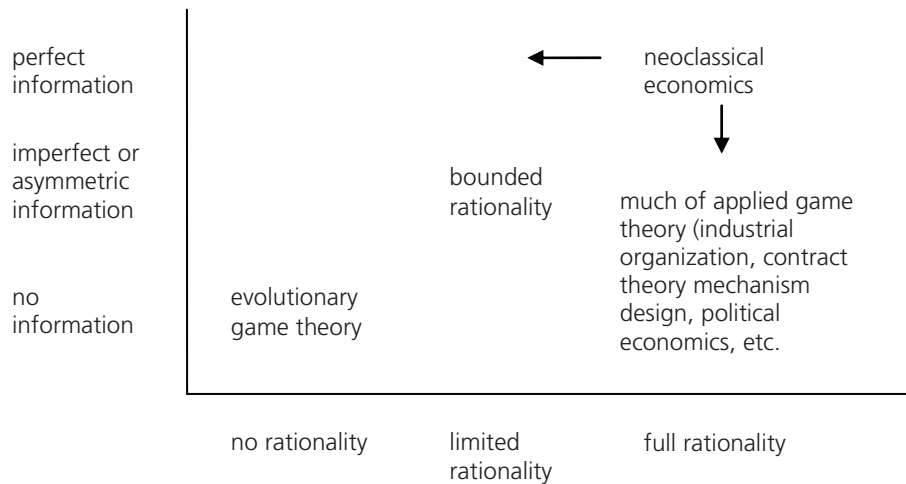 perfect
information
neoclassical
economics
imperfect or
asymmetric
information
bounded
rationality
much of applied game
theory (industrial
organization, contract
theory mechanism
design, political
economics, etc.
no
information
evolutionary
game theory
no rationality
limited
rationality
full rationality